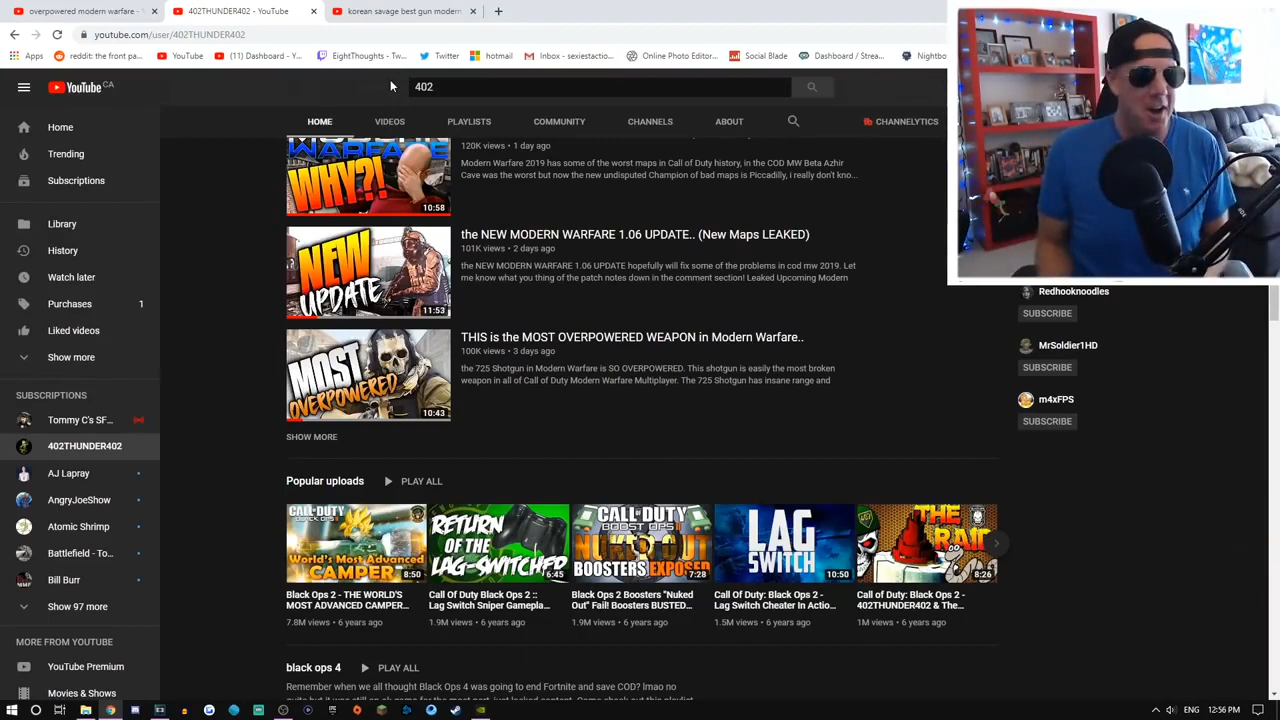 overpowered modern warfare -
402THUNDER402 - YouTube
korean savage best gun modern
youtube.com/user/402THUNDER402
Apps
reddit: the front pa...
YouTube
(11) Dashboard - Yo...
EightThoughts - Tw...
Twitter
hotmail
Inbox - sexiestactio...
Online Photo Editor...
Social Blade
Dashboard / Strea...
Nightbo
YouTube CA
402
HOME
VIDEOS
PLAYLISTS
COMMUNITY
CHANNELS
ABOUT
CHANNELYTICS
Home
Trending
Subscriptions
Library
History
Watch later
Purchases 1
Liked videos
Show more
SUBSCRIPTIONS
Tommy C's SF...
402THUNDER402
AJ Lapray
AngryJoeShow
Atomic Shrimp
Battlefield - To...
Bill Burr
Show 97 more
MORE FROM YOUTUBE
YouTube Premium
Movies & Shows
WARFARE
WHY?!
10:58
120K views • 1 day ago
Modern Warfare 2019 has some of the worst maps in Call of Duty history, in the COD MW Beta Azhir
Cave was the worst but now the new undisputed Champion of bad maps is Piccadilly, i really don't kno...
NEW
UPDATE
11:53
the NEW MODERN WARFARE 1.06 UPDATE.. (New Maps LEAKED)
101K views • 2 days ago
the NEW MODERN WARFARE 1.06 UPDATE hopefully will fix some of the problems in cod mw 2019. Let
me know what you thing of the patch notes down in the comment section! Leaked Upcoming Modern
MOST
OVERPOWERED
10:43
THIS is the MOST OVERPOWERED WEAPON in Modern Warfare..
100K views • 3 days ago
the 725 Shotgun in Modern Warfare is SO OVERPOWERED. This shotgun is easily the most broken
weapon in all of Call of Duty Modern Warfare Multiplayer. The 725 Shotgun has insane range and
SHOW MORE
Redhooknoodles
SUBSCRIBE
MrSoldier1HD
SUBSCRIBE
m4xFPS
SUBSCRIBE
Popular uploads
PLAY ALL
CALL OF DUTY
World's Most Advanced
CAMPER
8:50
Black Ops 2 - THE WORLD'S
MOST ADVANCED CAMPER...
7.8M views • 6 years ago
RETURN
OF THE
LAG-SWITCHER
6:45
Call Of Duty Black Ops 2 ::
Lag Switch Sniper Gamepla...
1.9M views • 6 years ago
CALL OF DUTY
BOOST OPS II
NUKED OUT
BOOSTERS EXPOSED
7:28
Black Ops 2 Boosters "Nuked
Out" Fail! Boosters BUSTED...
1.9M views • 6 years ago
LAG
SWITCH
10:50
Call Of Duty: Black Ops 2 -
Lag Switch Cheater In Actio...
1.5M views • 6 years ago
THE
RAID
8:26
Call of Duty: Black Ops 2 -
402THUNDER402 & The...
1M views • 6 years ago
black ops 4
PLAY ALL
Remember when we all thought Black Ops 4 was going to end Fortnite and save COD? lmao no
ENG
12:56 PM